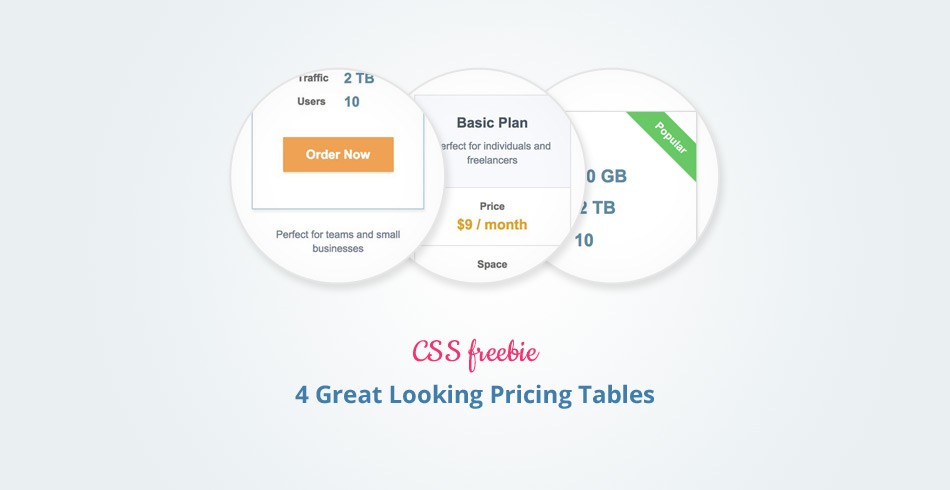 Traffic 2 TB
Users 10
Order Now
Perfect for teams and small
businesses
Basic Plan
erfect for individuals and
freelancers
Price
$9 / month
Space
Popular
0 GB
2 TB
10
CSS freebie
4 Great Looking Pricing Tables